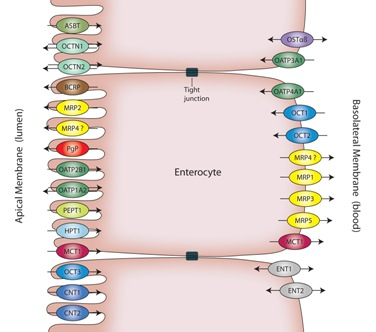 ASBT
OCTN1
OCTN2
BCRP
MRP2
MRP4 ?
PgP
OATP2B1
OATP1A2
PEPT1
HPT1
MCT1
OCT3
CNT1
CNT2
Apical Membrane (lumen)
Tight
junction
Enterocyte
OSTαß
OATP3A1
OATP4A1
OCT1
OCT2
MRP4 ?
MRP1
MRP3
MRP5
MCT1
ENT1
ENT2
Basolateral Membrane (blood)